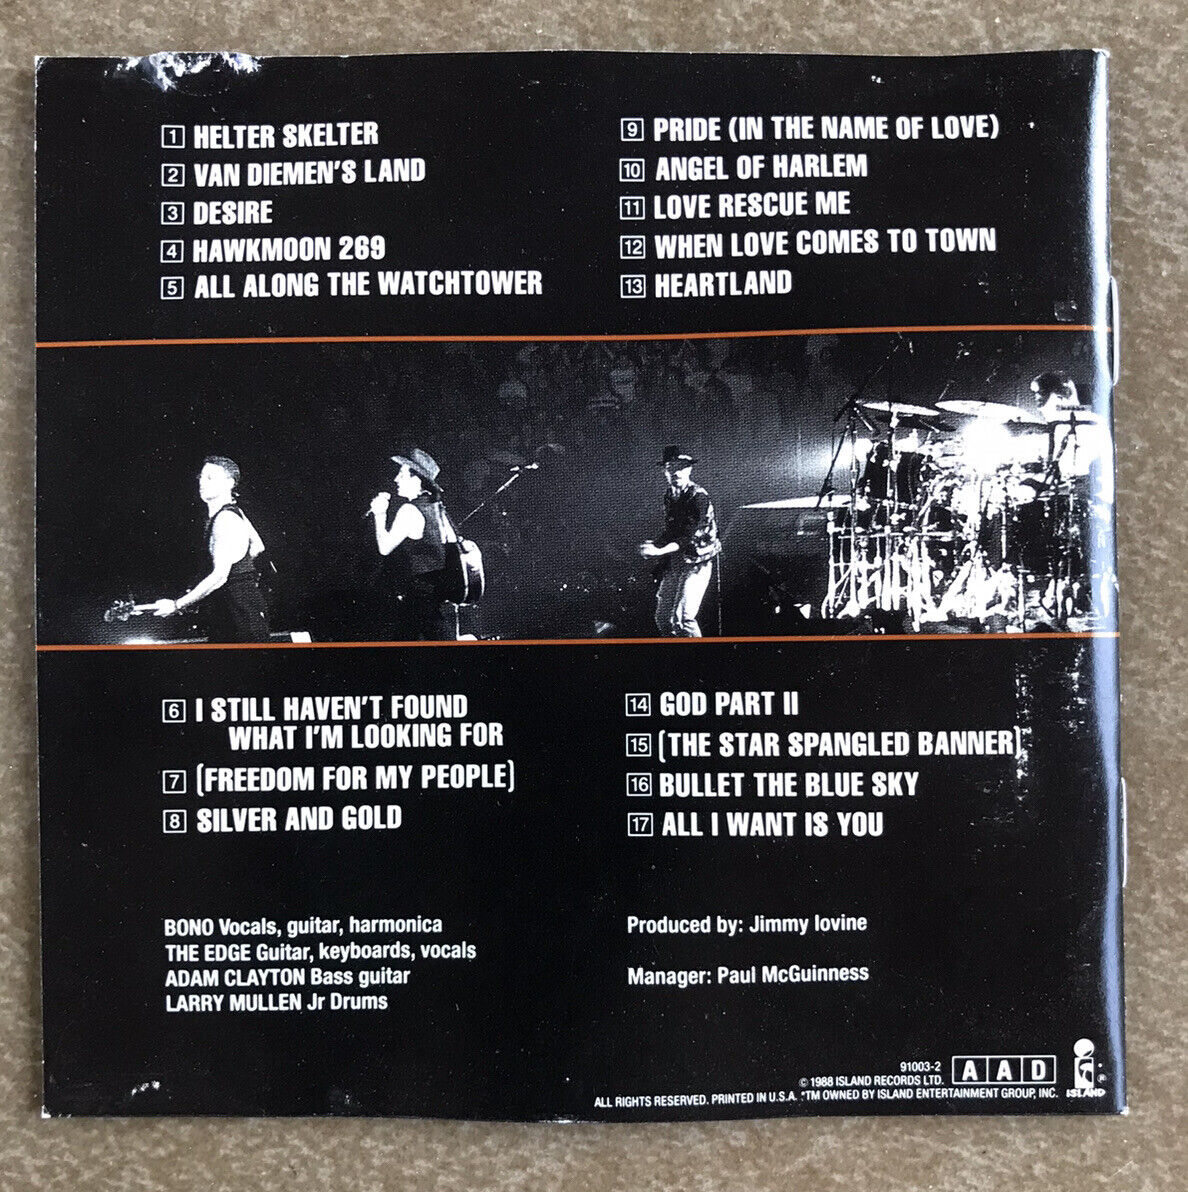 1 HELTER SKELTER
2 VAN DIEMEN'S LAND
3 DESIRE
4 HAWKMOON 269
5 ALL ALONG THE WATCHTOWER
9 PRIDE (IN THE NAME OF LOVE)
10 ANGEL OF HARLEM
11 LOVE RESCUE ME
12 WHEN LOVE COMES TO TOWN
13 HEARTLAND
6 I STILL HAVEN'T FOUND
WHAT I'M LOOKING FOR
7 (FREEDOM FOR MY PEOPLE)
8 SILVER AND GOLD
14 GOD PART II
15 (THE STAR SPANGLED BANNER)
16 BULLET THE BLUE SKY
17 ALL I WANT IS YOU
BONO Vocals, guitar, harmonica
THE EDGE Guitar, keyboards, vocals
ADAM CLAYTON Bass guitar
LARRY MULLEN Jr Drums
Produced by: Jimmy Iovine
Manager: Paul McGuinness
91003-2
© 1988 ISLAND RECORDS LTD.
A A D
ALL RIGHTS RESERVED. PRINTED IN U.S.A. *TM OWNED BY ISLAND ENTERTAINMENT GROUP, INC.
ISLAND ®